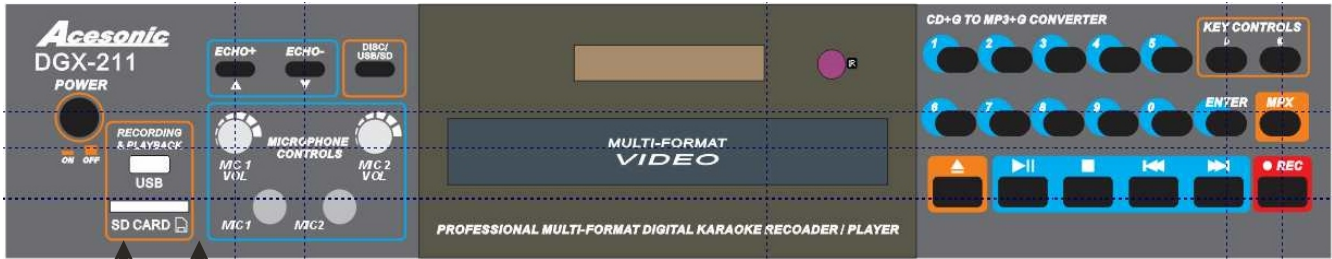 Acesonic
DGX-211
POWER
ON OFF
RECORDING
& PLAYBACK
USB
SD CARD
ECHO+
ECHO-
DISC/
USB/SD
MICROPHONE
CONTROLS
MIC 1
VOL
MIC 2
VOL
MIC1
MIC2
MULTI-FORMAT
VIDEO
PROFESSIONAL MULTI-FORMAT DIGITAL KARAOKE RECOADER / PLAYER
CD+G TO MP3+G CONVERTER
KEY CONTROLS
1 2 3 4 5
6 7 8 9 0 ENTER
MPX
REC